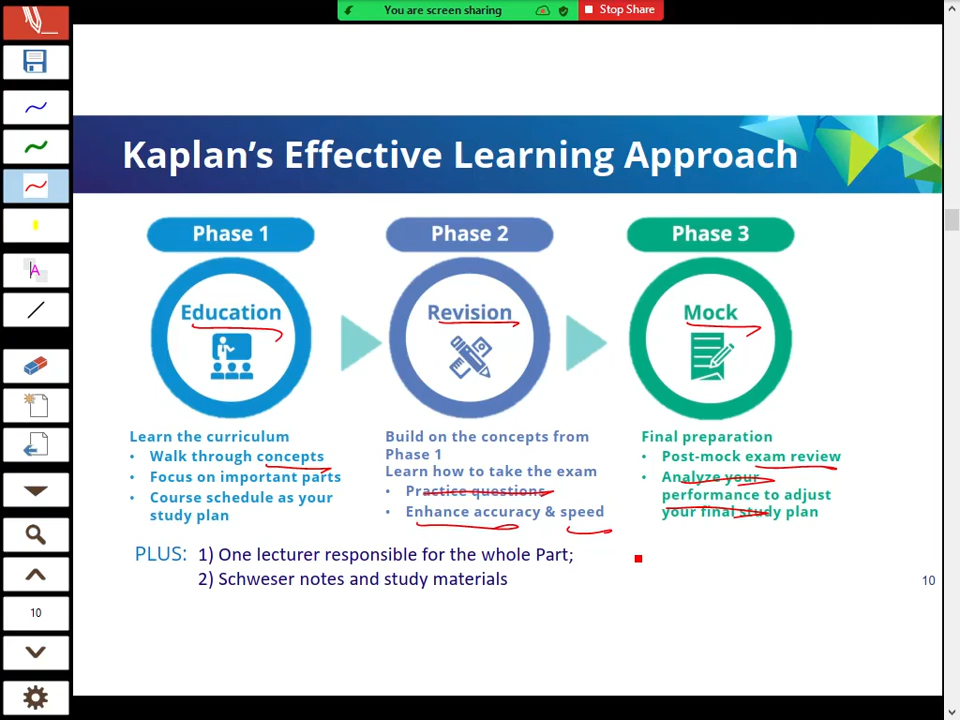 You are screen sharing
Stop Share
Kaplan's Effective Learning Approach
Phase 1
Phase 2
Phase 3
Education
Revision
Mock
Learn the curriculum
• Walk through concepts
• Focus on important parts
• Course schedule as your
study plan
Build on the concepts from
Phase 1
Learn how to take the exam
• Practice questions
• Enhance accuracy & speed
Final preparation
• Post-mock exam review
• Analyze your
performance to adjust
your final study plan
PLUS: 1) One lecturer responsible for the whole Part;
2) Schweser notes and study materials
10
A
10